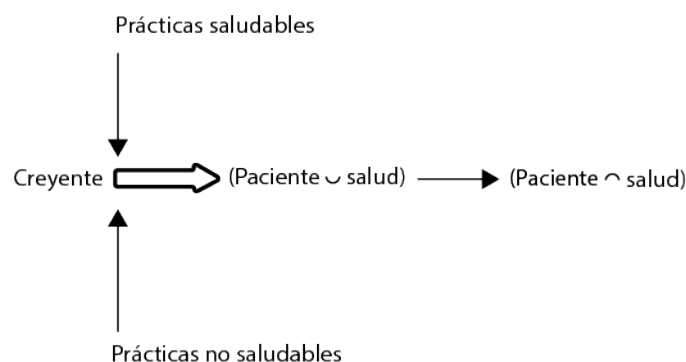 Prácticas saludables
Creyente (Paciente ◡ salud) (Paciente ◠ salud)
Prácticas no saludables